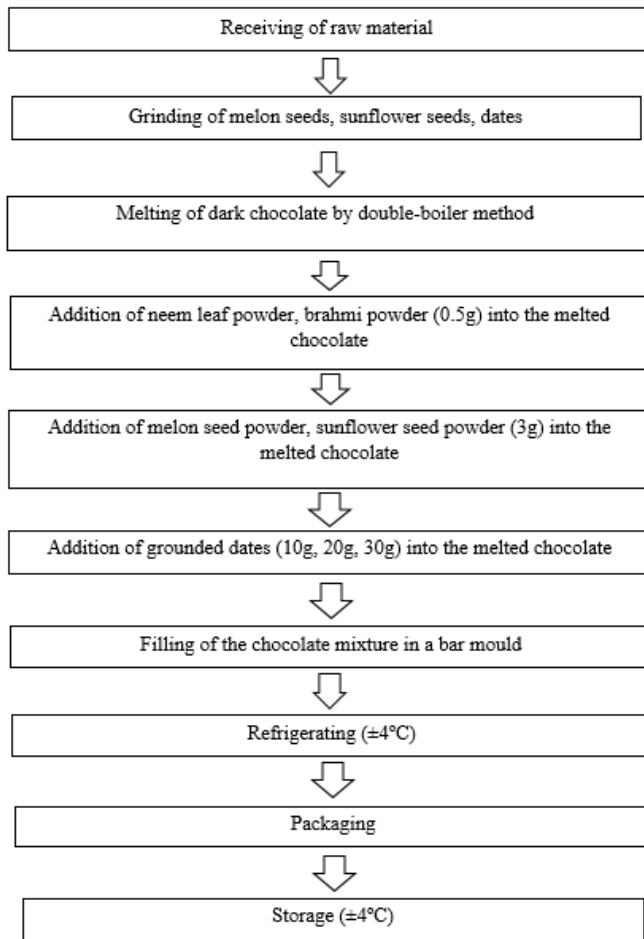 Receiving of raw material
Grinding of melon seeds, sunflower seeds, dates
Melting of dark chocolate by double-boiler method
Addition of neem leaf powder, brahmi powder (0.5g) into the melted
chocolate
Addition of melon seed powder, sunflower seed powder (3g) into the
melted chocolate
Addition of grounded dates (10g, 20g, 30g) into the melted chocolate
Filling of the chocolate mixture in a bar mould
Refrigerating (±4°C)
Packaging
Storage (±4°C)